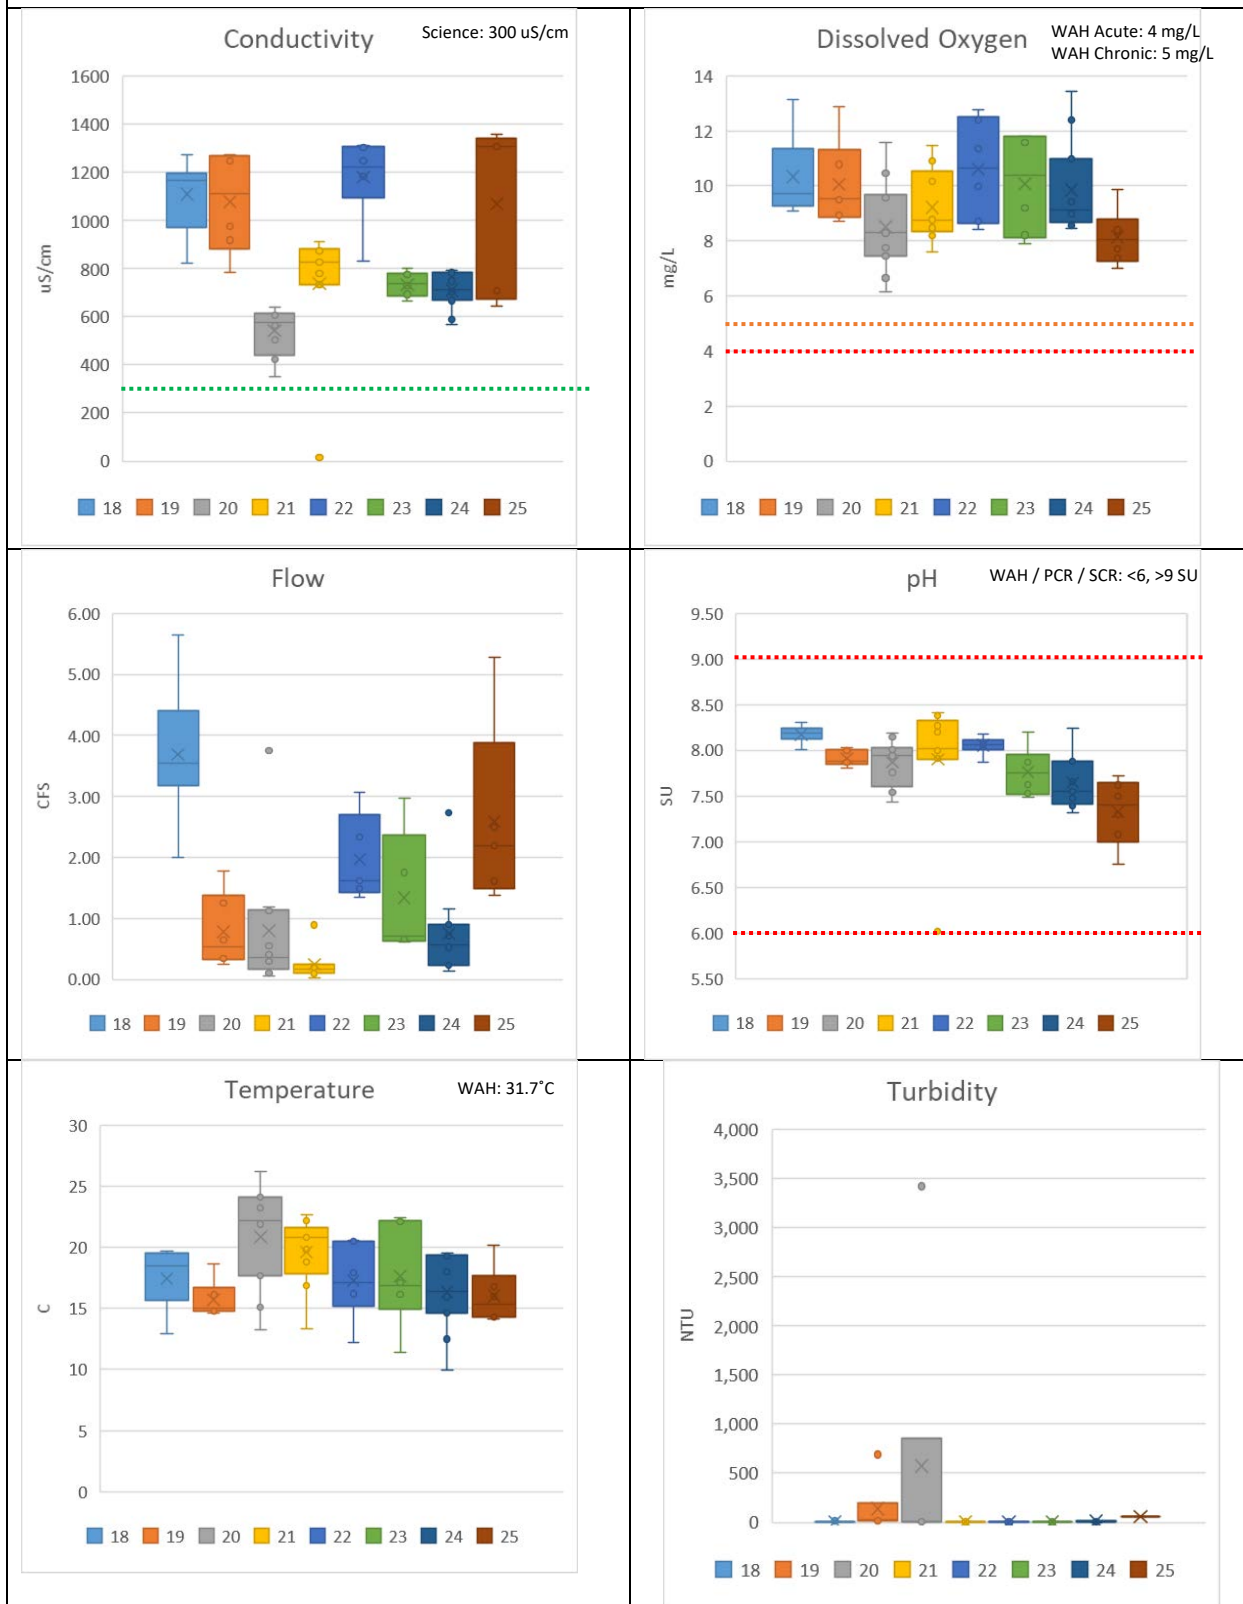 Conductivity
Science: 300 uS/cm
1600
1400
1200
1000
800
600
400
200
0
uS/cm
18 19 20 21 22 23 24 25
Dissolved Oxygen
WAH Acute: 4 mg/L
WAH Chronic: 5 mg/L
14
12
10
8
6
4
2
0
mg/L
18 19 20 21 22 23 24 25
Flow
6.00
5.00
4.00
3.00
2.00
1.00
0.00
CFS
18 19 20 21 22 23 24 25
pH
WAH / PCR / SCR: <6, >9 SU
9.50
9.00
8.50
8.00
7.50
7.00
6.50
6.00
5.50
SU
18 19 20 21 22 23 24 25
Temperature
WAH: 31.7˚C
30
25
20
15
10
5
0
C
18 19 20 21 22 23 24 25
Turbidity
4,000
3,500
3,000
2,500
2,000
1,500
1,000
500
0
NTU
18 19 20 21 22 23 24 25